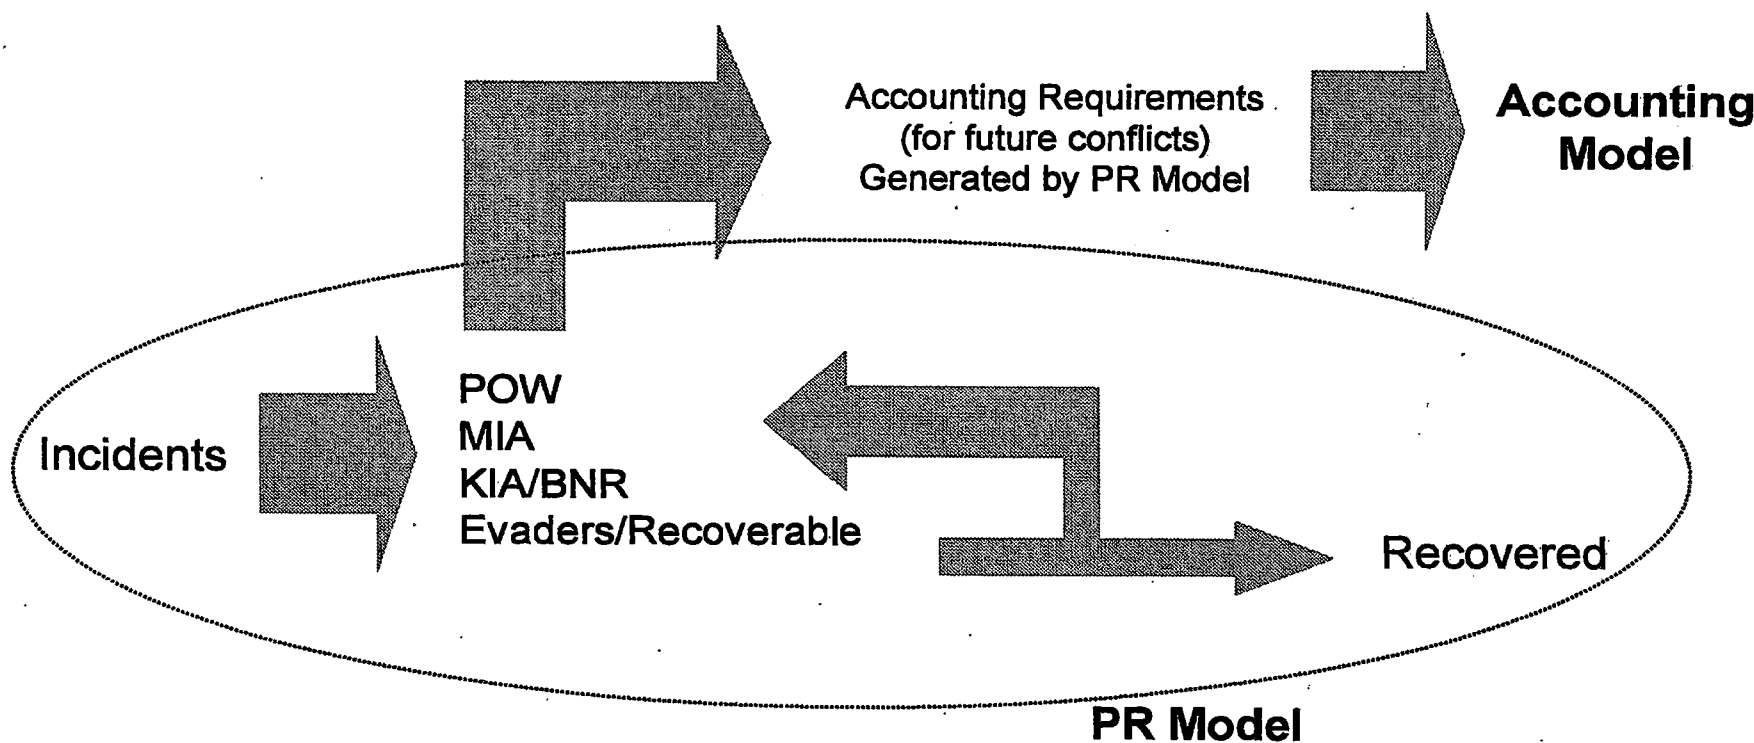 Accounting Requirements
(for future conflicts)
Generated by PR Model
Accounting
Model
Incidents
POW
MIA
KIA/BNR
Evaders/Recoverable
Recovered
PR Model